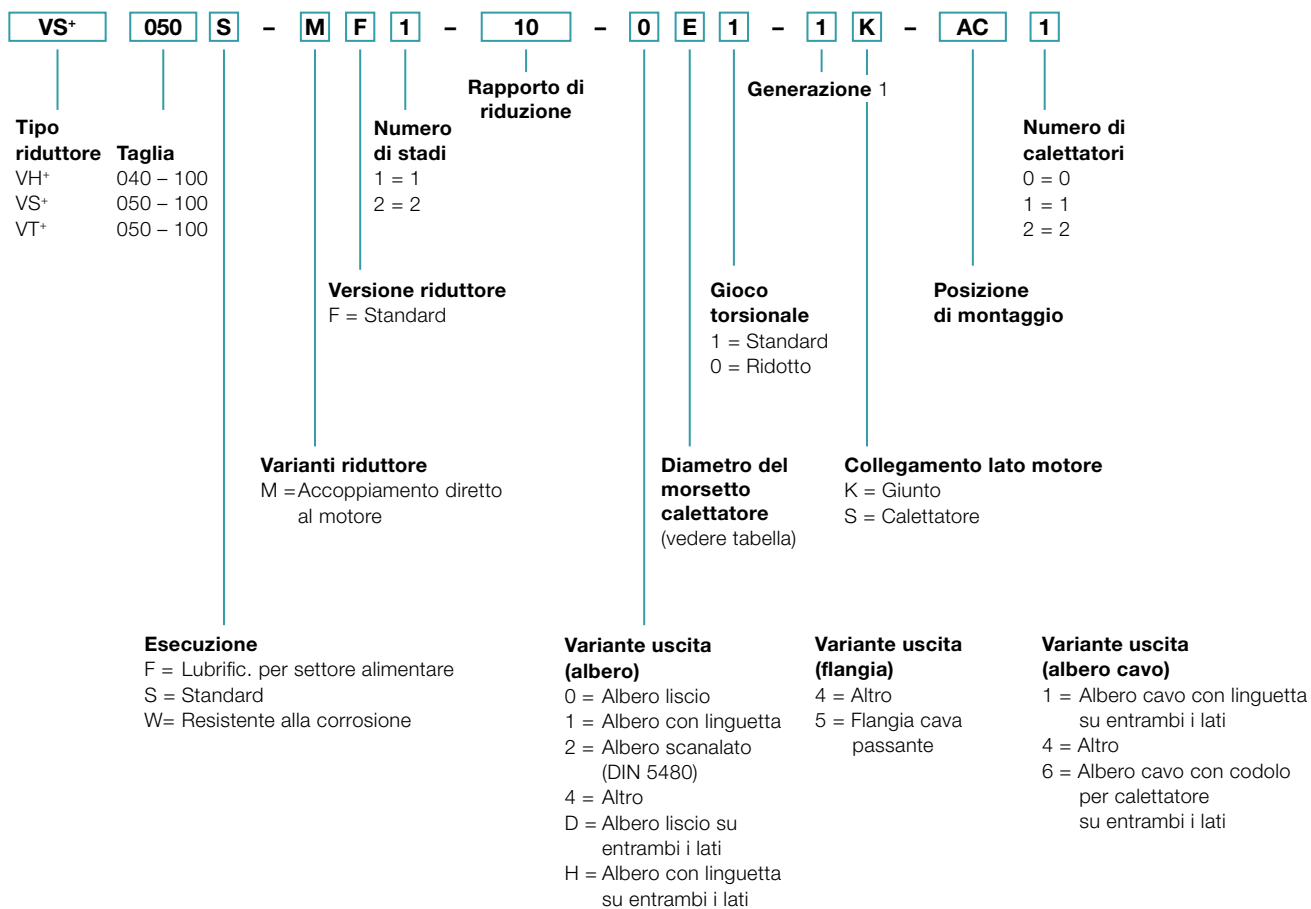 VS+ 050 S – M F 1 – 10 – 0 E 1 – 1 K – AC 1
Rapporto di
riduzione
Generazione 1
Tipo
riduttore
VH+
VS+
VT+
Taglia
040 – 100
050 – 100
050 – 100
Numero
di stadi
1 = 1
2 = 2
Numero di
calettatori
0 = 0
1 = 1
2 = 2
Versione riduttore
F = Standard
Gioco
torsionale
1 = Standard
0 = Ridotto
Posizione
di montaggio
Varianti riduttore
M =Accoppiamento diretto
al motore
Diametro del
morsetto
calettatore
(vedere tabella)
Collegamento lato motore
K = Giunto
S = Calettatore
Esecuzione
F = Lubrific. per settore alimentare
S = Standard
W= Resistente alla corrosione
Variante uscita
(albero)
0 = Albero liscio
1 = Albero con linguetta
2 = Albero scanalato
(DIN 5480)
4 = Altro
D = Albero liscio su
entrambi i lati
H = Albero con linguetta
su entrambi i lati
Variante uscita
(flangia)
4 = Altro
5 = Flangia cava
passante
Variante uscita
(albero cavo)
1 = Albero cavo con linguetta
su entrambi i lati
4 = Altro
6 = Albero cavo con codolo
per calettatore
su entrambi i lati